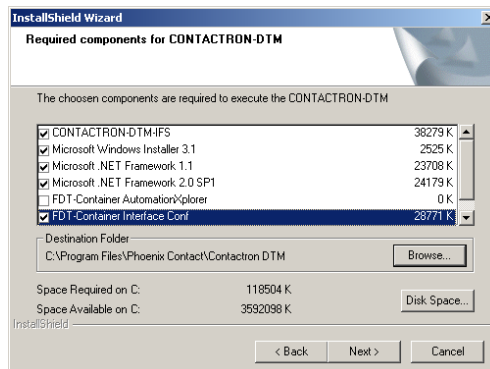 InstallShield Wizard
Required components for CONTACTRON-DTM
The choosen components are required to execute the CONTACTRON-DTM
CONTACTRON-DTM-IFS 38279 K
Microsoft Windows Installer 3.1 2525 K
Microsoft .NET Framework 1.1 23708 K
Microsoft .NET Framework 2.0 SP1 24179 K
FDT-Container AutomationXplorer 0 K
FDT-Container Interface Conf 28771 K
Destination Folder
C:\Program Files\Phoenix Contact\Contactron DTM Browse...
Space Required on C: 118504 K
Space Available on C: 3592098 K
Disk Space...
InstallShield
< Back Next > Cancel